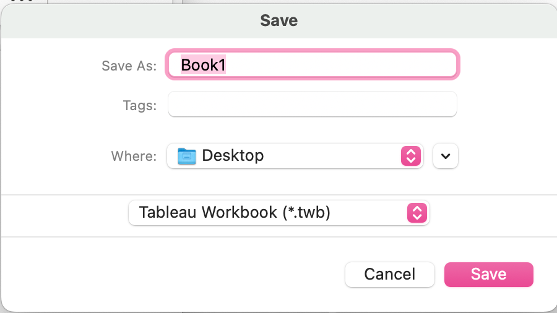 Save
Save As: Book1
Tags:
Where: Desktop
Tableau Workbook (*.twb)
Cancel Save